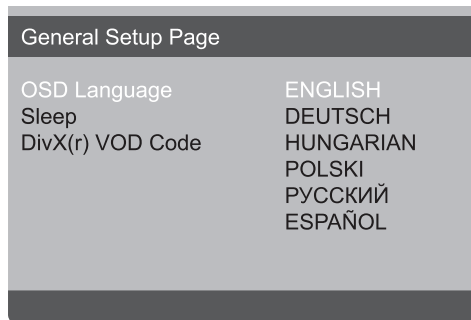 General Setup Page
OSD Language ENGLISH
Sleep DEUTSCH
DivX(r) VOD Code HUNGARIAN
POLSKI
РУССКИЙ
ESPAÑOL